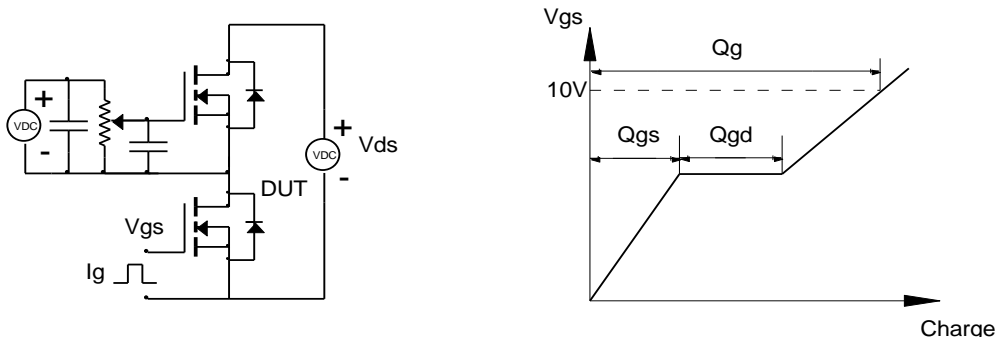 +
VDC
-
+
VDC
-
Vds
DUT
Vgs
Ig
Vgs
Qg
10V
Qgs
Qgd
Charge